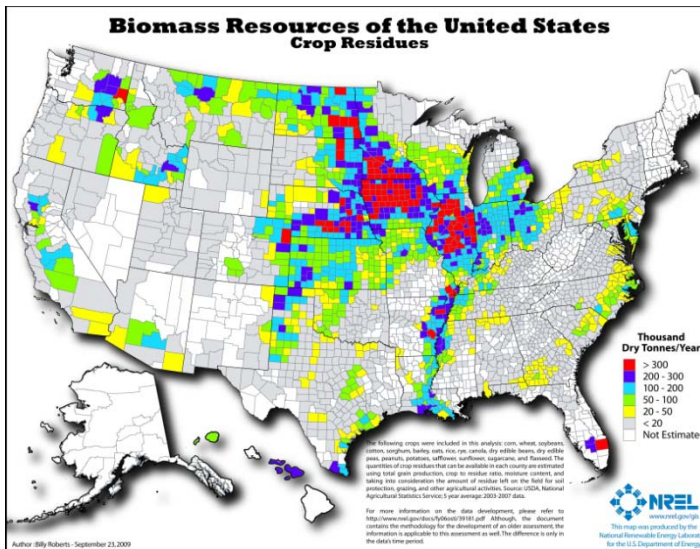 Biomass Resources of the United States
Crop Residues
Thousand
Dry Tonnes/Year
> 300
200 - 300
100 - 200
50 - 100
20 - 50
< 20
Not Estimate
The following crops were included in this analysis: corn, wheat, soybeans,
cotton, sorghum, barley, oats, rice, rye, canola, dry edible beans, dry edible
peas, peanuts, potatoes, safflower, sunflower, sugarcane, and flaxseed. The
quantities of crop residues that can be available in each county are estimated
using total grain production, crop to residue ratio, moisture content, and
taking into consideration the amount of residue left on the field for soil
protection, grazing, and other agricultural activities. Source: USDA, National
Agricultural Statistics Service; 5 year average: 2003-2007 data.
For more information on the data development, please refer to
http://www.nrel.gov/docs/fy06osti/39181.pdf Although, the document
contains the methodology for the development of an older assessment, the
information is applicable to this assessment as well. The difference is only in
the data's time period.
NREL
www.nrel.gov/gis
This map was produced by the
National Renewable Energy Laborato
for the U.S. Department of Energy
Author : Billy Roberts - September 23, 2009